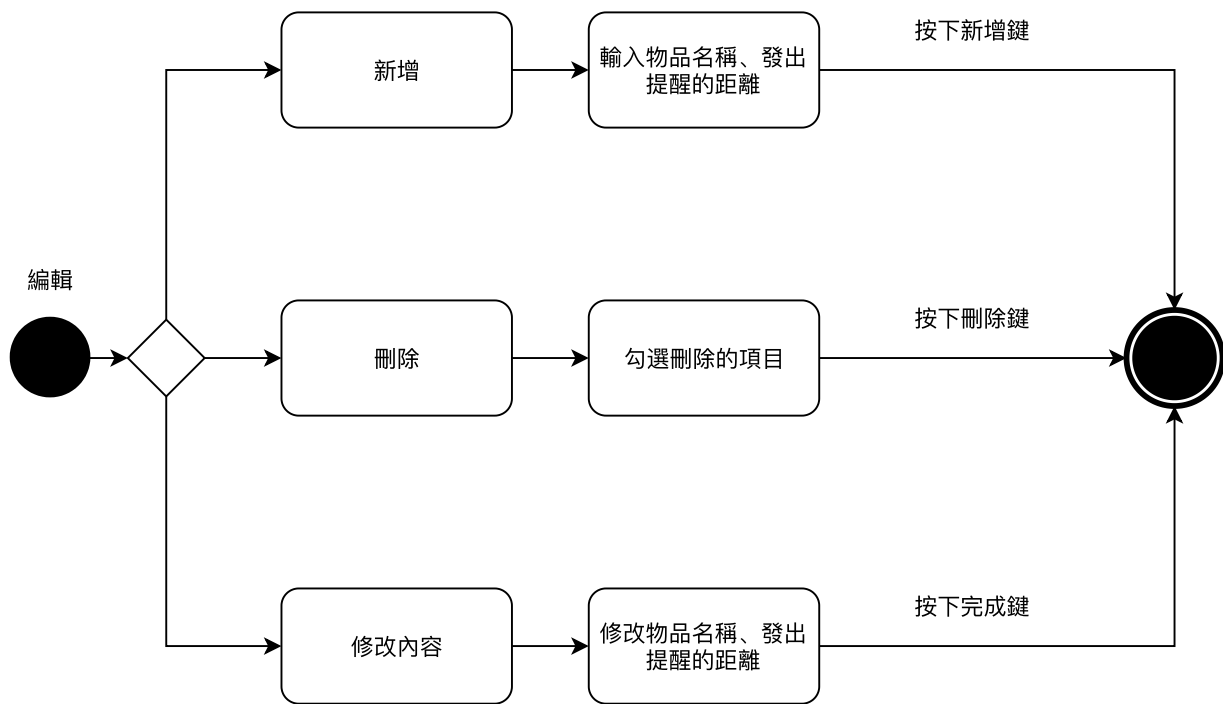 按下新增鍵
新增
輸入物品名稱、發出
提醒的距離
編輯
按下刪除鍵
刪除
勾選刪除的項目
按下完成鍵
修改內容
修改物品名稱、發出
提醒的距離